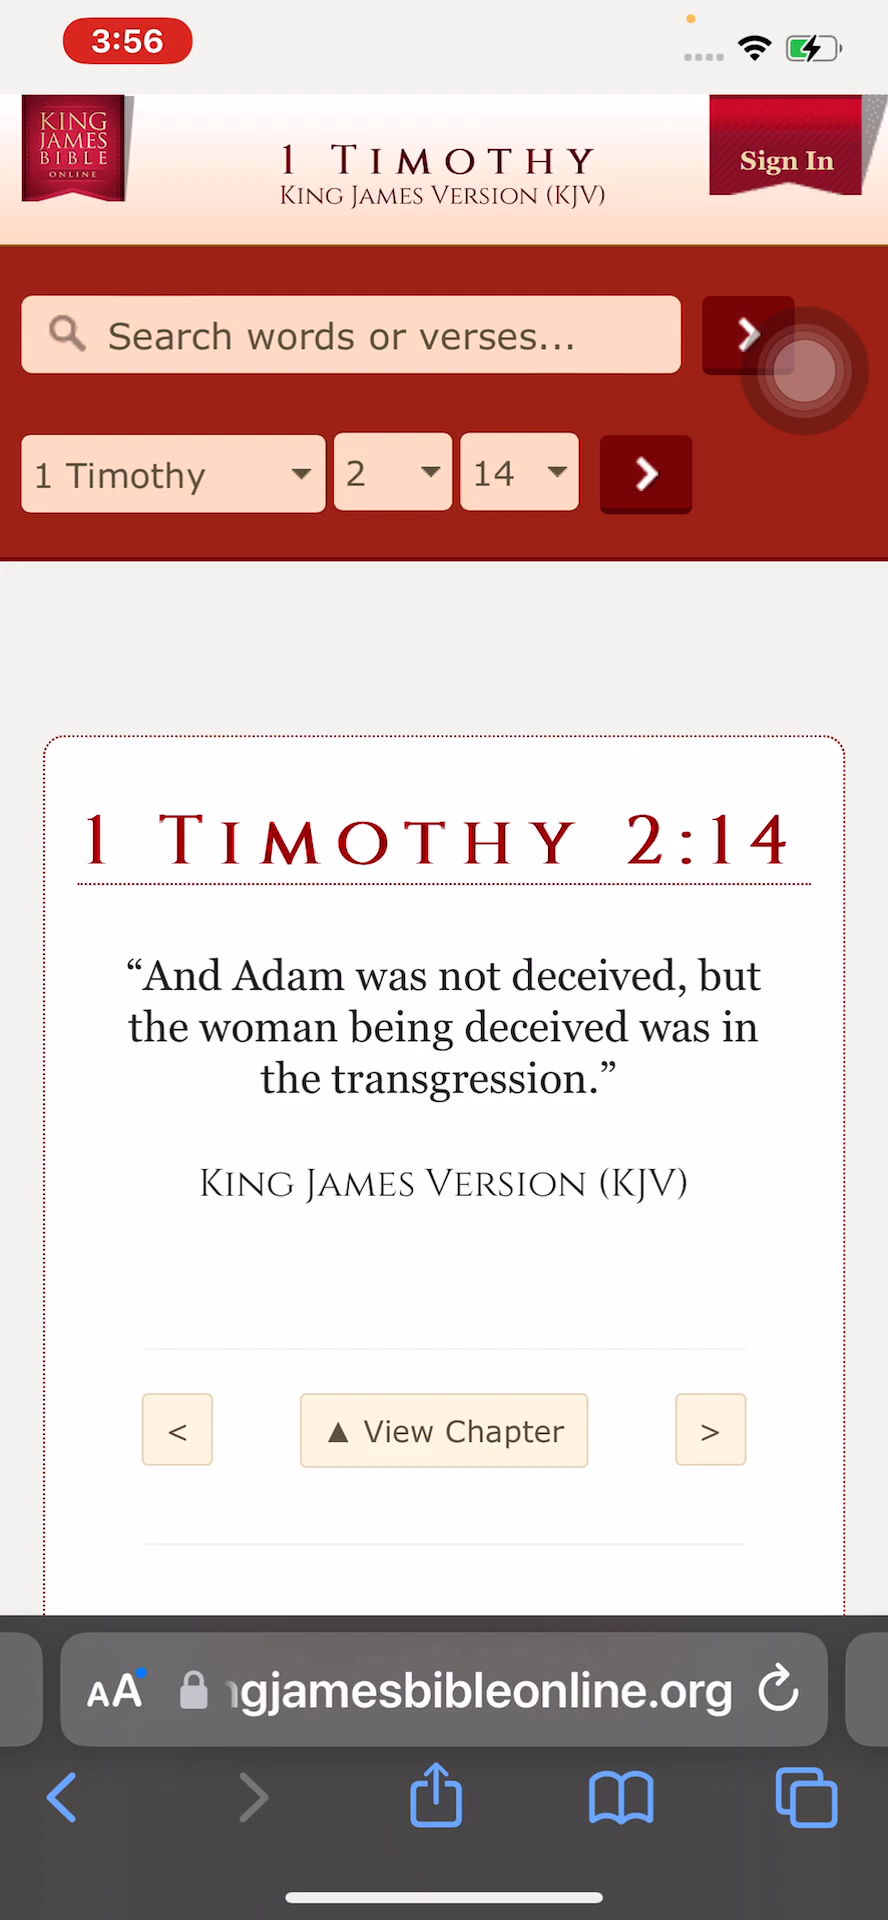 3:56
KING
JAMES
BIBLE
ONLINE
1 TIMOTHY
KING JAMES VERSION (KJV)
Sign In
Search words or verses...
1 Timothy
2
14
1 TIMOTHY 2:14
“And Adam was not deceived, but
the woman being deceived was in
the transgression.”
KING JAMES VERSION (KJV)
<
▲ View Chapter
>
AA
gjamesbibleonline.org